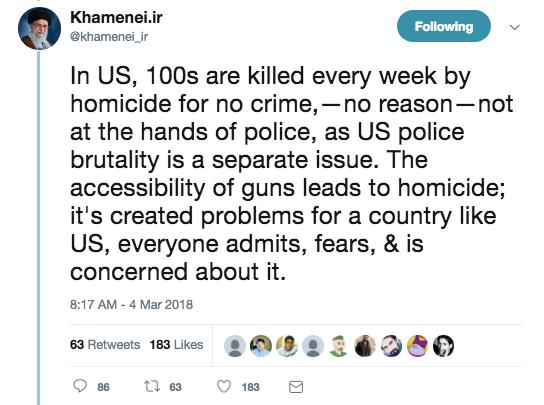 Khamenei.ir
@khamenei_ir
Following
In US, 100s are killed every week by
homicide for no crime,—no reason—not
at the hands of police, as US police
brutality is a separate issue. The
accessibility of guns leads to homicide;
it's created problems for a country like
US, everyone admits, fears, & is
concerned about it.
8:17 AM - 4 Mar 2018
63 Retweets 183 Likes
86 63 183